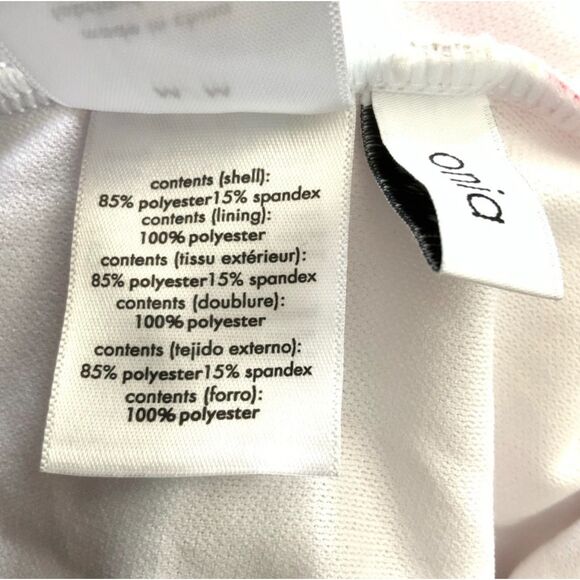 contents (shell):
85% polyester15% spandex
contents (lining):
100% polyester
contents (tissu extérieur):
85% polyester15% spandex
contents (doublure):
100% polyester
contents (tejido externo):
85% polyester15% spandex
contents (forro):
100% polyester
onia